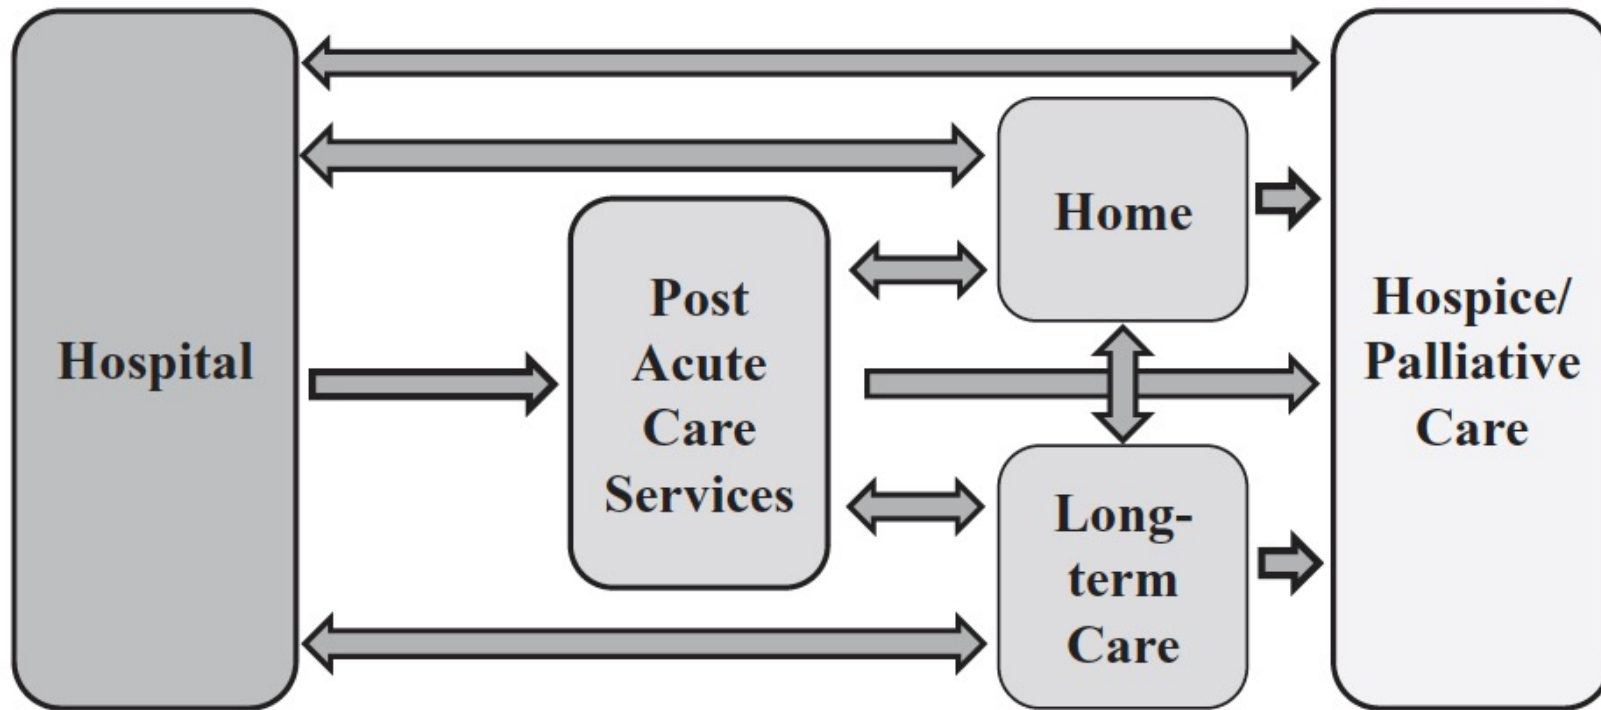 Hospital
Post
Acute
Care
Services
Home
Long-
term
Care
Hospice/
Palliative
Care